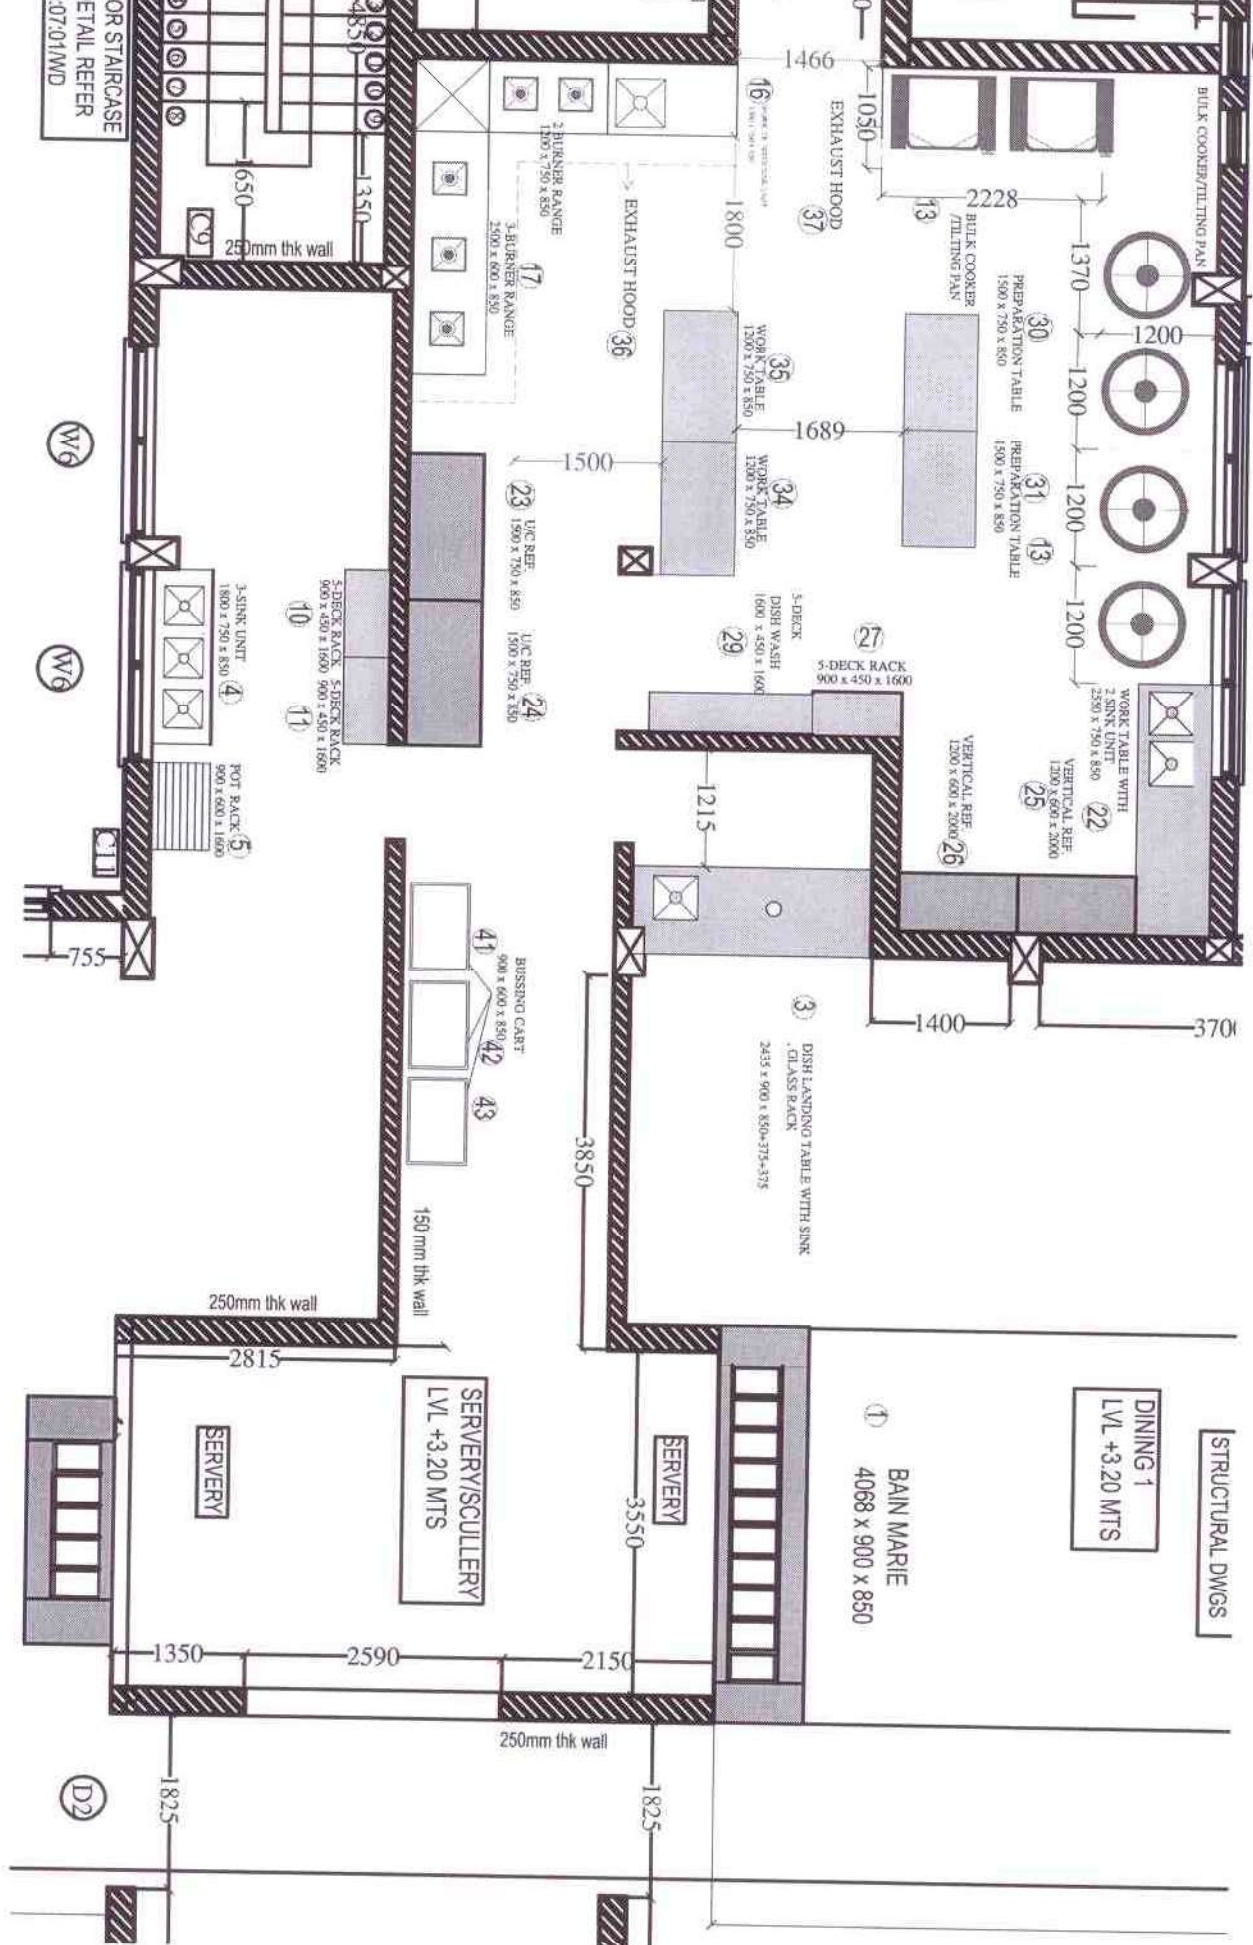 OR STAIRCASE
ETAIL REFER
:07:01/WD
4850
1650
1350
C9
250mm thk wall
1466
1050
16
EXHAUST HOOD
37
BULK COOKER/TILTING PAN
2228
13
BULK COOKER
/TILTING PAN
1370
1200
1200
1200
1200
2 BURNER RANGE
1200 x 750 x 850
3-BURNER RANGE
2500 x 600 x 850
17
EXHAUST HOOD
36
1800
35
WORK TABLE
1200 x 750 x 850
34
WORK TABLE
1200 x 750 x 850
30
PREPARATION TABLE
1500 x 750 x 850
31
PREPARATION TABLE
1500 x 750 x 850
13
1689
1500
23
U/C REF.
1500 x 750 x 850
24
U/C REF.
1500 x 750 x 850
W6
W6
3-SINK UNIT
1800 x 750 x 850
4
5-DECK RACK
900 x 450 x 1600
10
5-DECK RACK
900 x 450 x 1600
11
POT RACK
900 x 600 x 1600
5
5-DECK
DISH WASH
1600 x 450 x 1600
29
27
5-DECK RACK
900 x 450 x 1600
WORK TABLE WITH
2 SINK UNIT
2550 x 750 x 850
22
VERTICAL REF.
1200 x 600 x 2000
25
VERTICAL REF.
1200 x 600 x 2000
26
1215
C11
755
BUSSING CART
900 x 600 x 850
41
42
43
3
DISH LANDING TABLE WITH SINK
, GLASS RACK
2435 x 900 x 850+375+375
1400
370
3850
150 mm thk wall
250mm thk wall
2815
SERVERY/SCULLERY
LVL +3.20 MTS
SERVERY
SERVERY
3550
1
BAIN MARIE
4068 x 900 x 850
DINING 1
LVL +3.20 MTS
STRUCTURAL DWGS
1350
2590
2150
250mm thk wall
D2
1825
1825